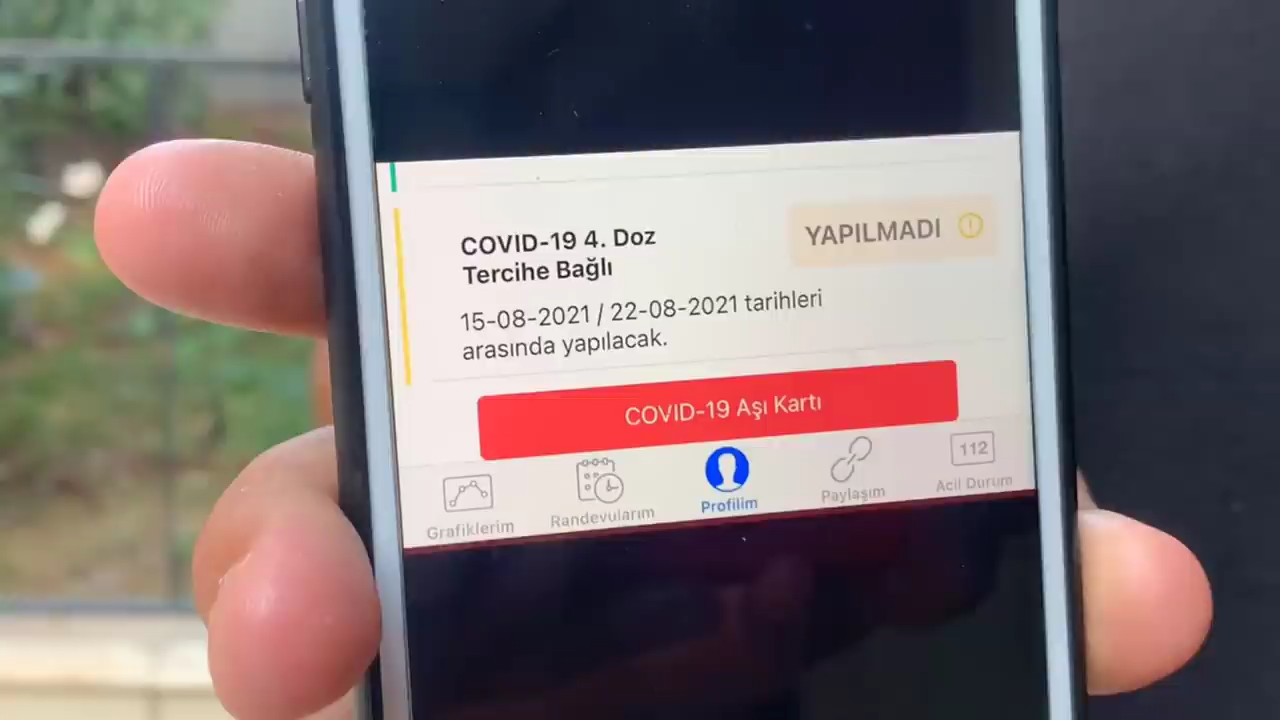 COVID-19 4. Doz
Tercihe Bağlı
YAPILMADI
15-08-2021 / 22-08-2021 tarihleri
arasında yapılacak.
COVID-19 Aşı Kartı
Grafiklerim
Randevularım
Profilim
Paylaşım
112
Acil Durum